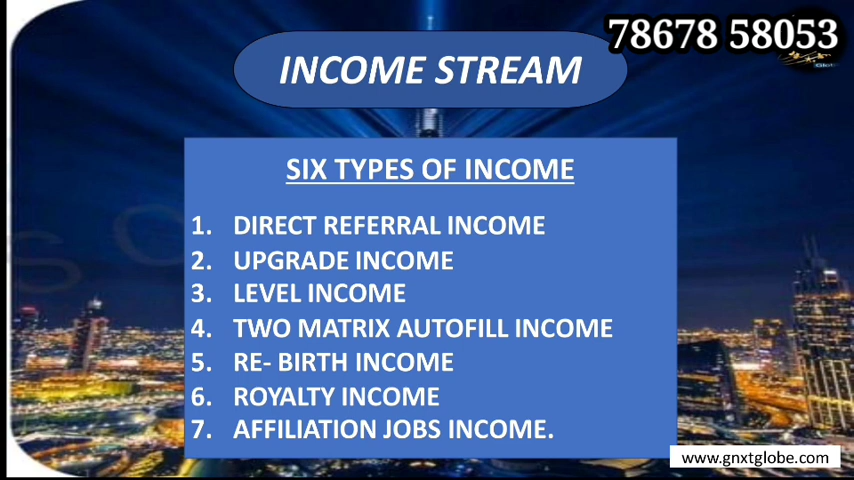 78678 58053
INCOME STREAM
SIX TYPES OF INCOME
1. DIRECT REFERRAL INCOME
2. UPGRADE INCOME
3. LEVEL INCOME
4. TWO MATRIX AUTOFILL INCOME
5. RE- BIRTH INCOME
6. ROYALTY INCOME
7. AFFILIATION JOBS INCOME.
www.gnxtglobe.com